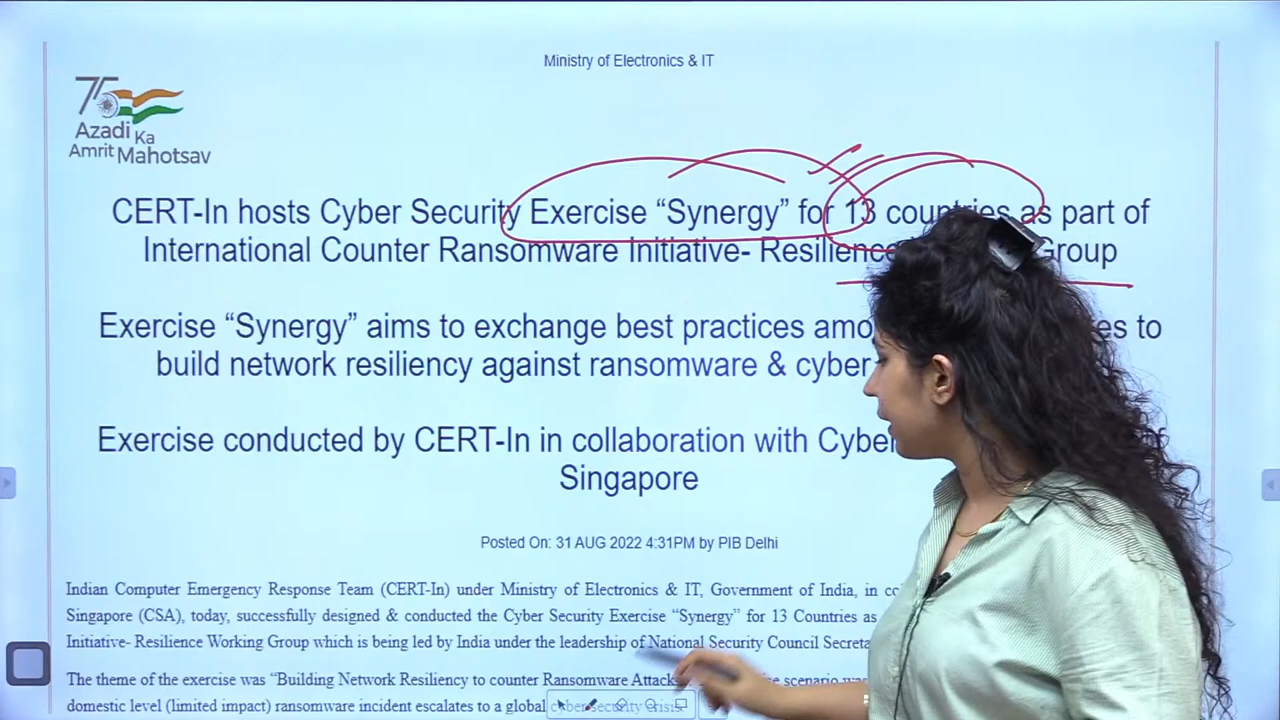 Ministry of Electronics & IT
75
Azadi Ka
Amrit Mahotsav
CERT-In hosts Cyber Security Exercise “Synergy” for 13 countries as part of
International Counter Ransomware Initiative- Resilience Group
Exercise “Synergy” aims to exchange best practices amo es to
build network resiliency against ransomware & cyber
Exercise conducted by CERT-In in collaboration with Cyber
Singapore
Posted On: 31 AUG 2022 4:31PM by PIB Delhi
Indian Computer Emergency Response Team (CERT-In) under Ministry of Electronics & IT, Government of India, in
Singapore (CSA), today, successfully designed & conducted the Cyber Security Exercise “Synergy” for 13 Countries as
Initiative- Resilience Working Group which is being led by India under the leadership of National Security Council
The theme of the exercise was “Building Network Resiliency to counter Ransomware Attacks scenario
domestic level (limited impact) ransomware incident escalates to a global cyber security crisis